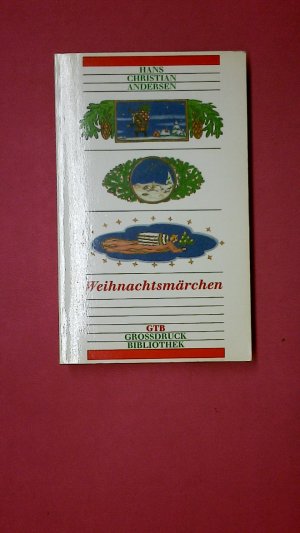 HANS
CHRISTIAN
ANDERSEN
Weihnachtsmärchen
GTB
GROSSDRUCK
BIBLIOTHEK